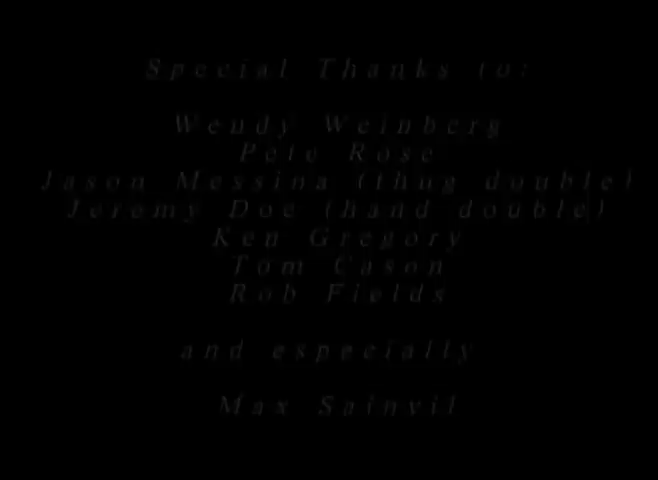 Special Thanks to:
Wendy Weinberg
Pete Rose
Jason Messina (thug double)
Jeremy Doe (hand double)
Ken Gregory
Tom Cason
Rob Fields
and especially
Max Sainvil